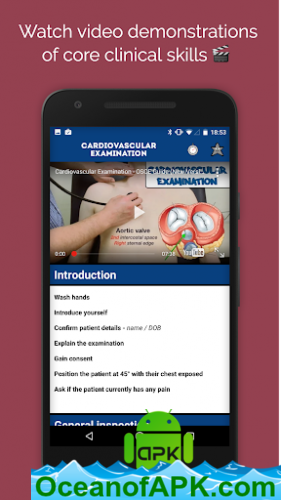 Watch video demonstrations
of core clinical skills
18:53
CARDIOVASCULAR
EXAMINATION
Cardiovascular Examination - OSCE Guide (New Versi
CARDIOVASCULAR
EXAMINATION
Aortic valve
2nd intercostal space
Right sternal edge
0:00
07:38
YouTube
Introduction
Wash hands
Introduce yourself
Confirm patient details - name / DOB
Explain the examination
Gain consent
Position the patient at 45° with their chest exposed
Ask if the patient currently has any pain
General inspection
apk
OceanofAPK.com